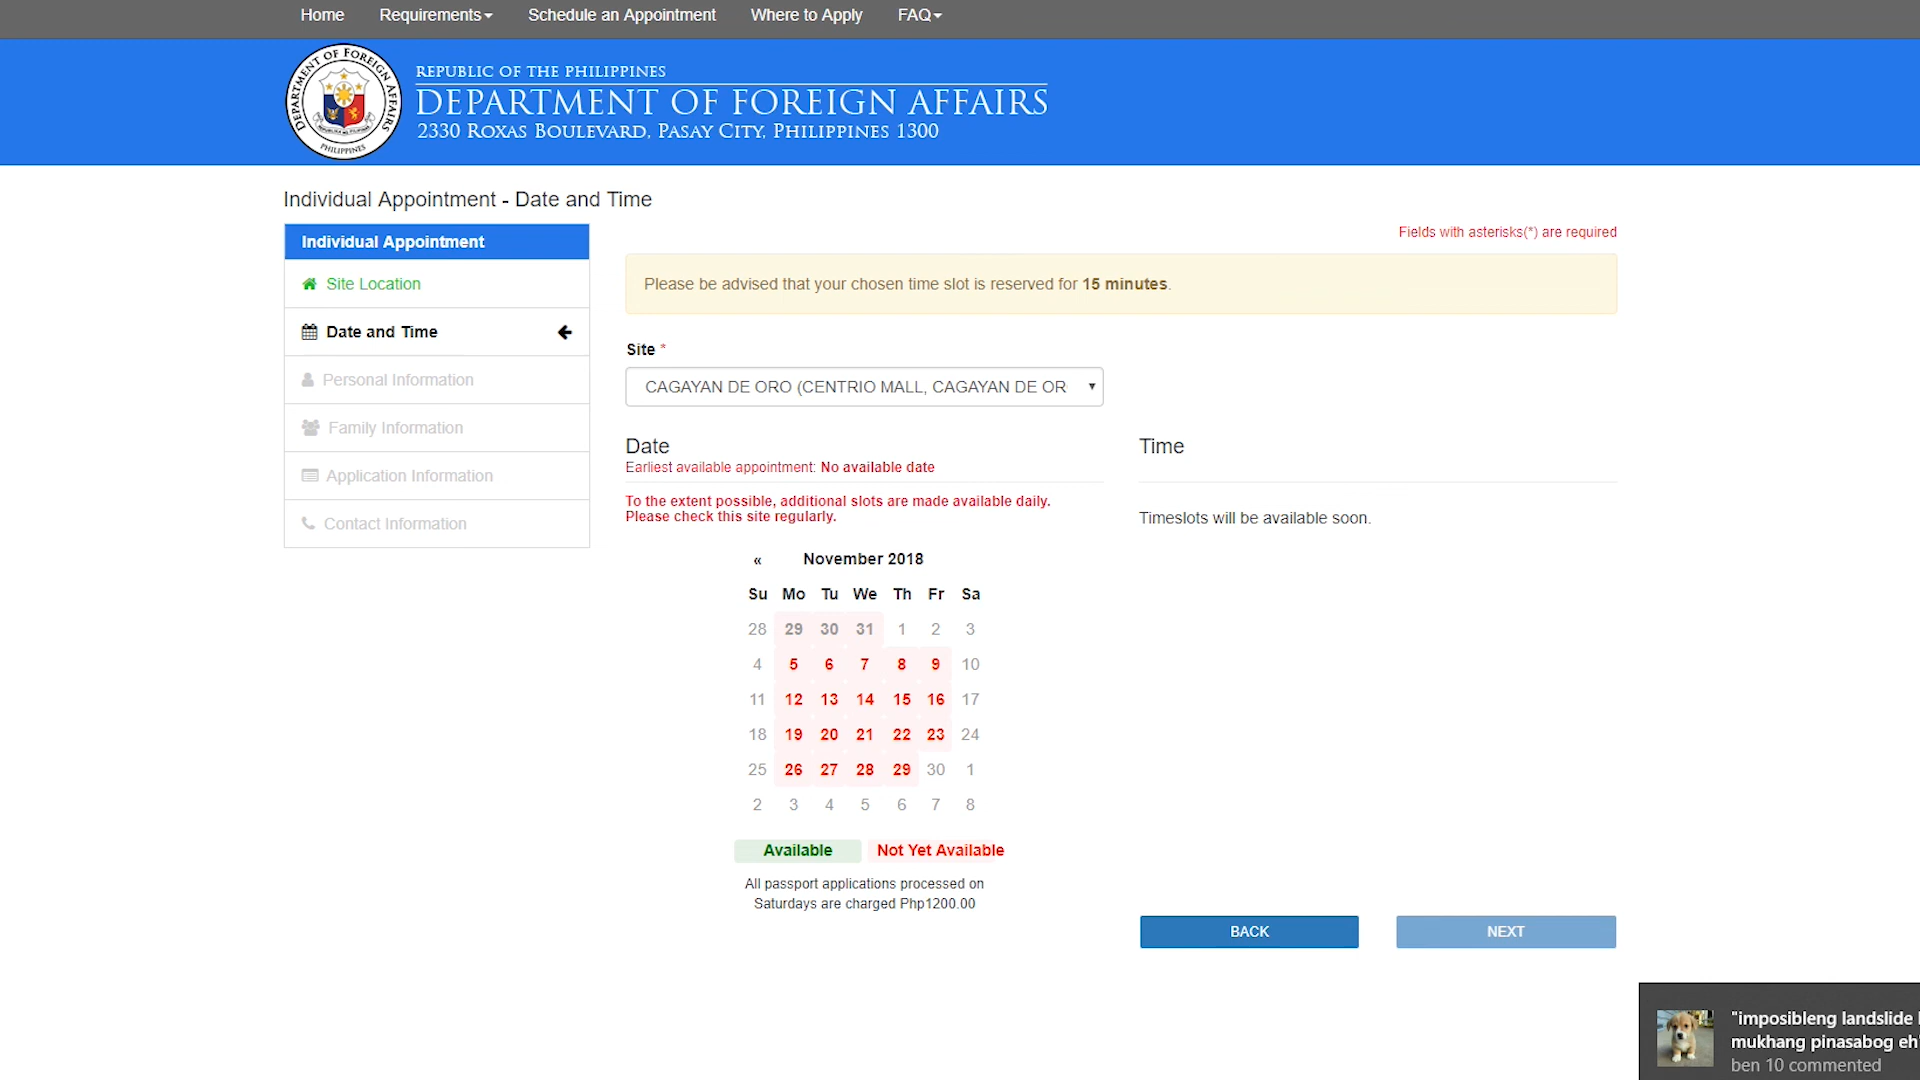 Home Requirements Schedule an Appointment Where to Apply FAQ
DEPARTMENT OF FOREIGN AFFAIRS
PHILIPPINES
REPUBLIC OF THE PHILIPPINES
DEPARTMENT OF FOREIGN AFFAIRS
2330 ROXAS BOULEVARD, PASAY CITY, PHILIPPINES 1300
Individual Appointment - Date and Time
Individual Appointment
Site Location
Date and Time
Personal Information
Family Information
Application Information
Contact Information
Fields with asterisks(*) are required
Please be advised that your chosen time slot is reserved for 15 minutes.
Site *
CAGAYAN DE ORO (CENTRIO MALL, CAGAYAN DE OR
Date
Earliest available appointment: No available date
To the extent possible, additional slots are made available daily.
Please check this site regularly.
« November 2018
Su Mo Tu We Th Fr Sa
28 29 30 31 1 2 3
4 5 6 7 8 9 10
11 12 13 14 15 16 17
18 19 20 21 22 23 24
25 26 27 28 29 30 1
2 3 4 5 6 7 8
Available Not Yet Available
All passport applications processed on
Saturdays are charged Php1200.00
Time
Timeslots will be available soon.
BACK NEXT
"imposibleng landslide
mukhang pinasabog eh"
ben 10 commented